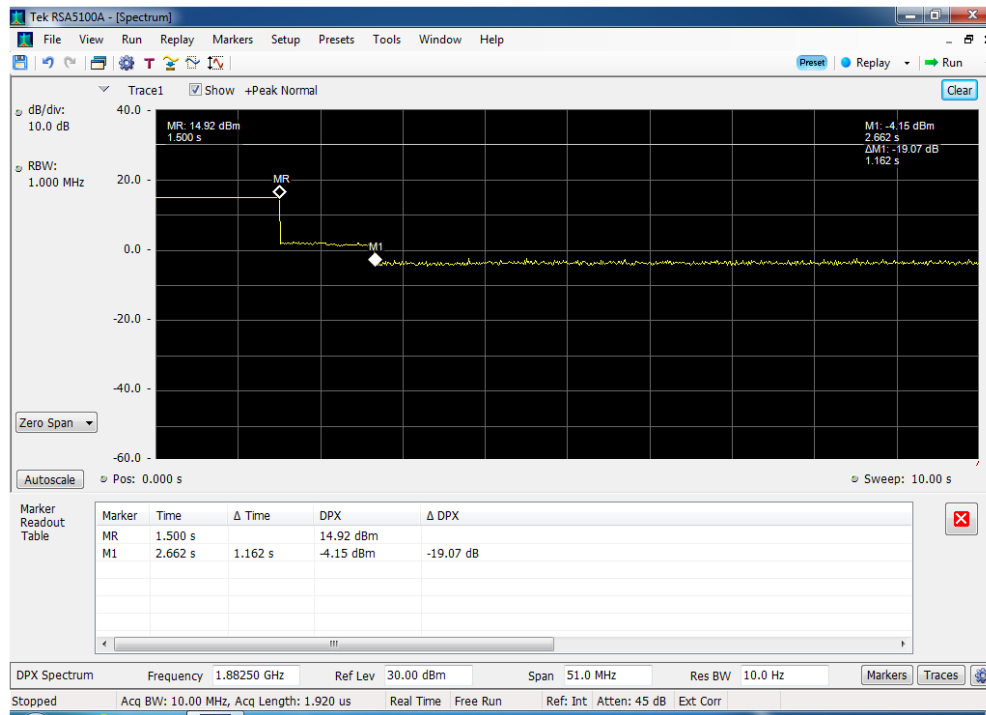 Tek RSA5100A - [Spectrum]
File View Run Replay Markers Setup Presets Tools Window Help
T Preset Replay Run
Trace1 Show +Peak Normal Clear
dB/div:
10.0 dB
RBW:
1.000 MHz
40.0 -
20.0 -
0.0 -
-20.0 -
-40.0 -
-60.0 -
MR: 14.92 dBm
1.500 s
M1: -4.15 dBm
2.662 s
ΔM1: -19.07 dB
1.162 s
MR
M1
Zero Span
Autoscale Pos: 0.000 s Sweep: 10.00 s
Marker
Readout
Table
Marker Time Δ Time DPX Δ DPX
MR 1.500 s 14.92 dBm
M1 2.662 s 1.162 s -4.15 dBm -19.07 dB
DPX Spectrum Frequency 1.88250 GHz Ref Lev 30.00 dBm Span 51.0 MHz Res BW 10.0 Hz Markers Traces
Stopped Acq BW: 10.00 MHz, Acq Length: 1.920 us Real Time Free Run Ref: Int Atten: 45 dB Ext Corr